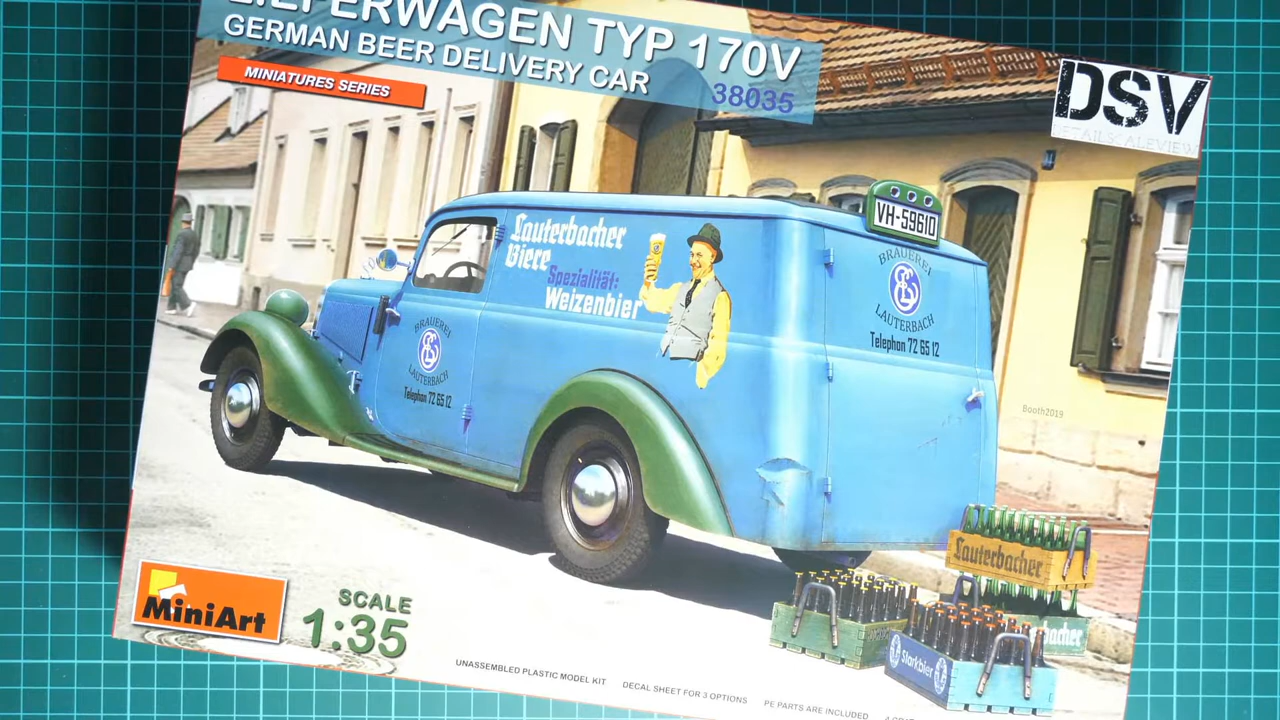 LIEFERWAGEN TYP 170V
GERMAN BEER DELIVERY CAR
38035
MINIATURES SERIES
DSV
DETAILSCALEVIEW
VH-59610
Lauterbacher
Biere
Spezialität:
Weizenbier
BRAUEREI
LAUTERBACH
Telephon 72 65 12
BRAUEREI
LAUTERBACH
Telephon 72 65 12
Booth2019
Lauterbacher
Starkbier
MiniArt
SCALE
1:35
UNASSEMBLED PLASTIC MODEL KIT
DECAL SHEET FOR 3 OPTIONS
PE PARTS ARE INCLUDED